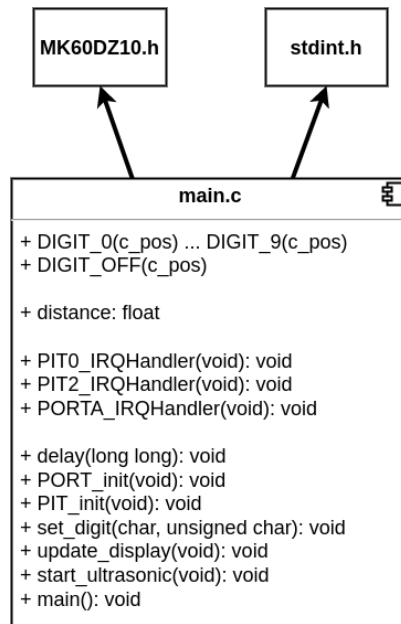 MK60DZ10.h
stdint.h
main.c
+ DIGIT_0(c_pos) ... DIGIT_9(c_pos)
+ DIGIT_OFF(c_pos)
+ distance: float
+ PIT0_IRQHandler(void): void
+ PIT2_IRQHandler(void): void
+ PORTA_IRQHandler(void): void
+ delay(long long): void
+ PORT_init(void): void
+ PIT_init(void): void
+ set_digit(char, unsigned char): void
+ update_display(void): void
+ start_ultrasonic(void): void
+ main(): void